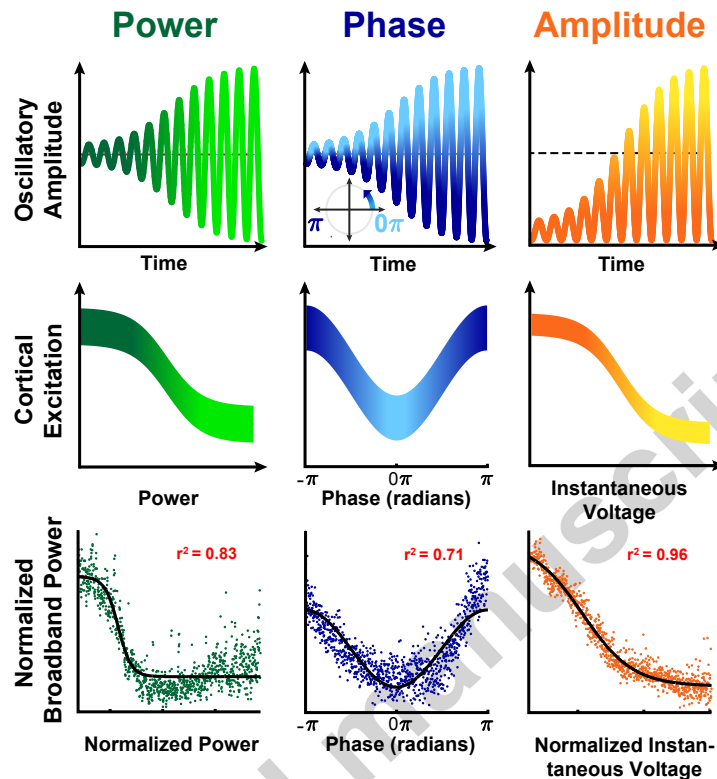 Power Phase Amplitude
Oscillatory
Amplitude
π 0π
Time Time Time
Cortical
Excitation
-π 0π π
Power Phase (radians) Instantaneous
Voltage
Normalized
Broadband Power
r² = 0.83 r² = 0.71 r² = 0.96
-π 0π π
Normalized Power Phase (radians) Normalized Instan-
taneous Voltage